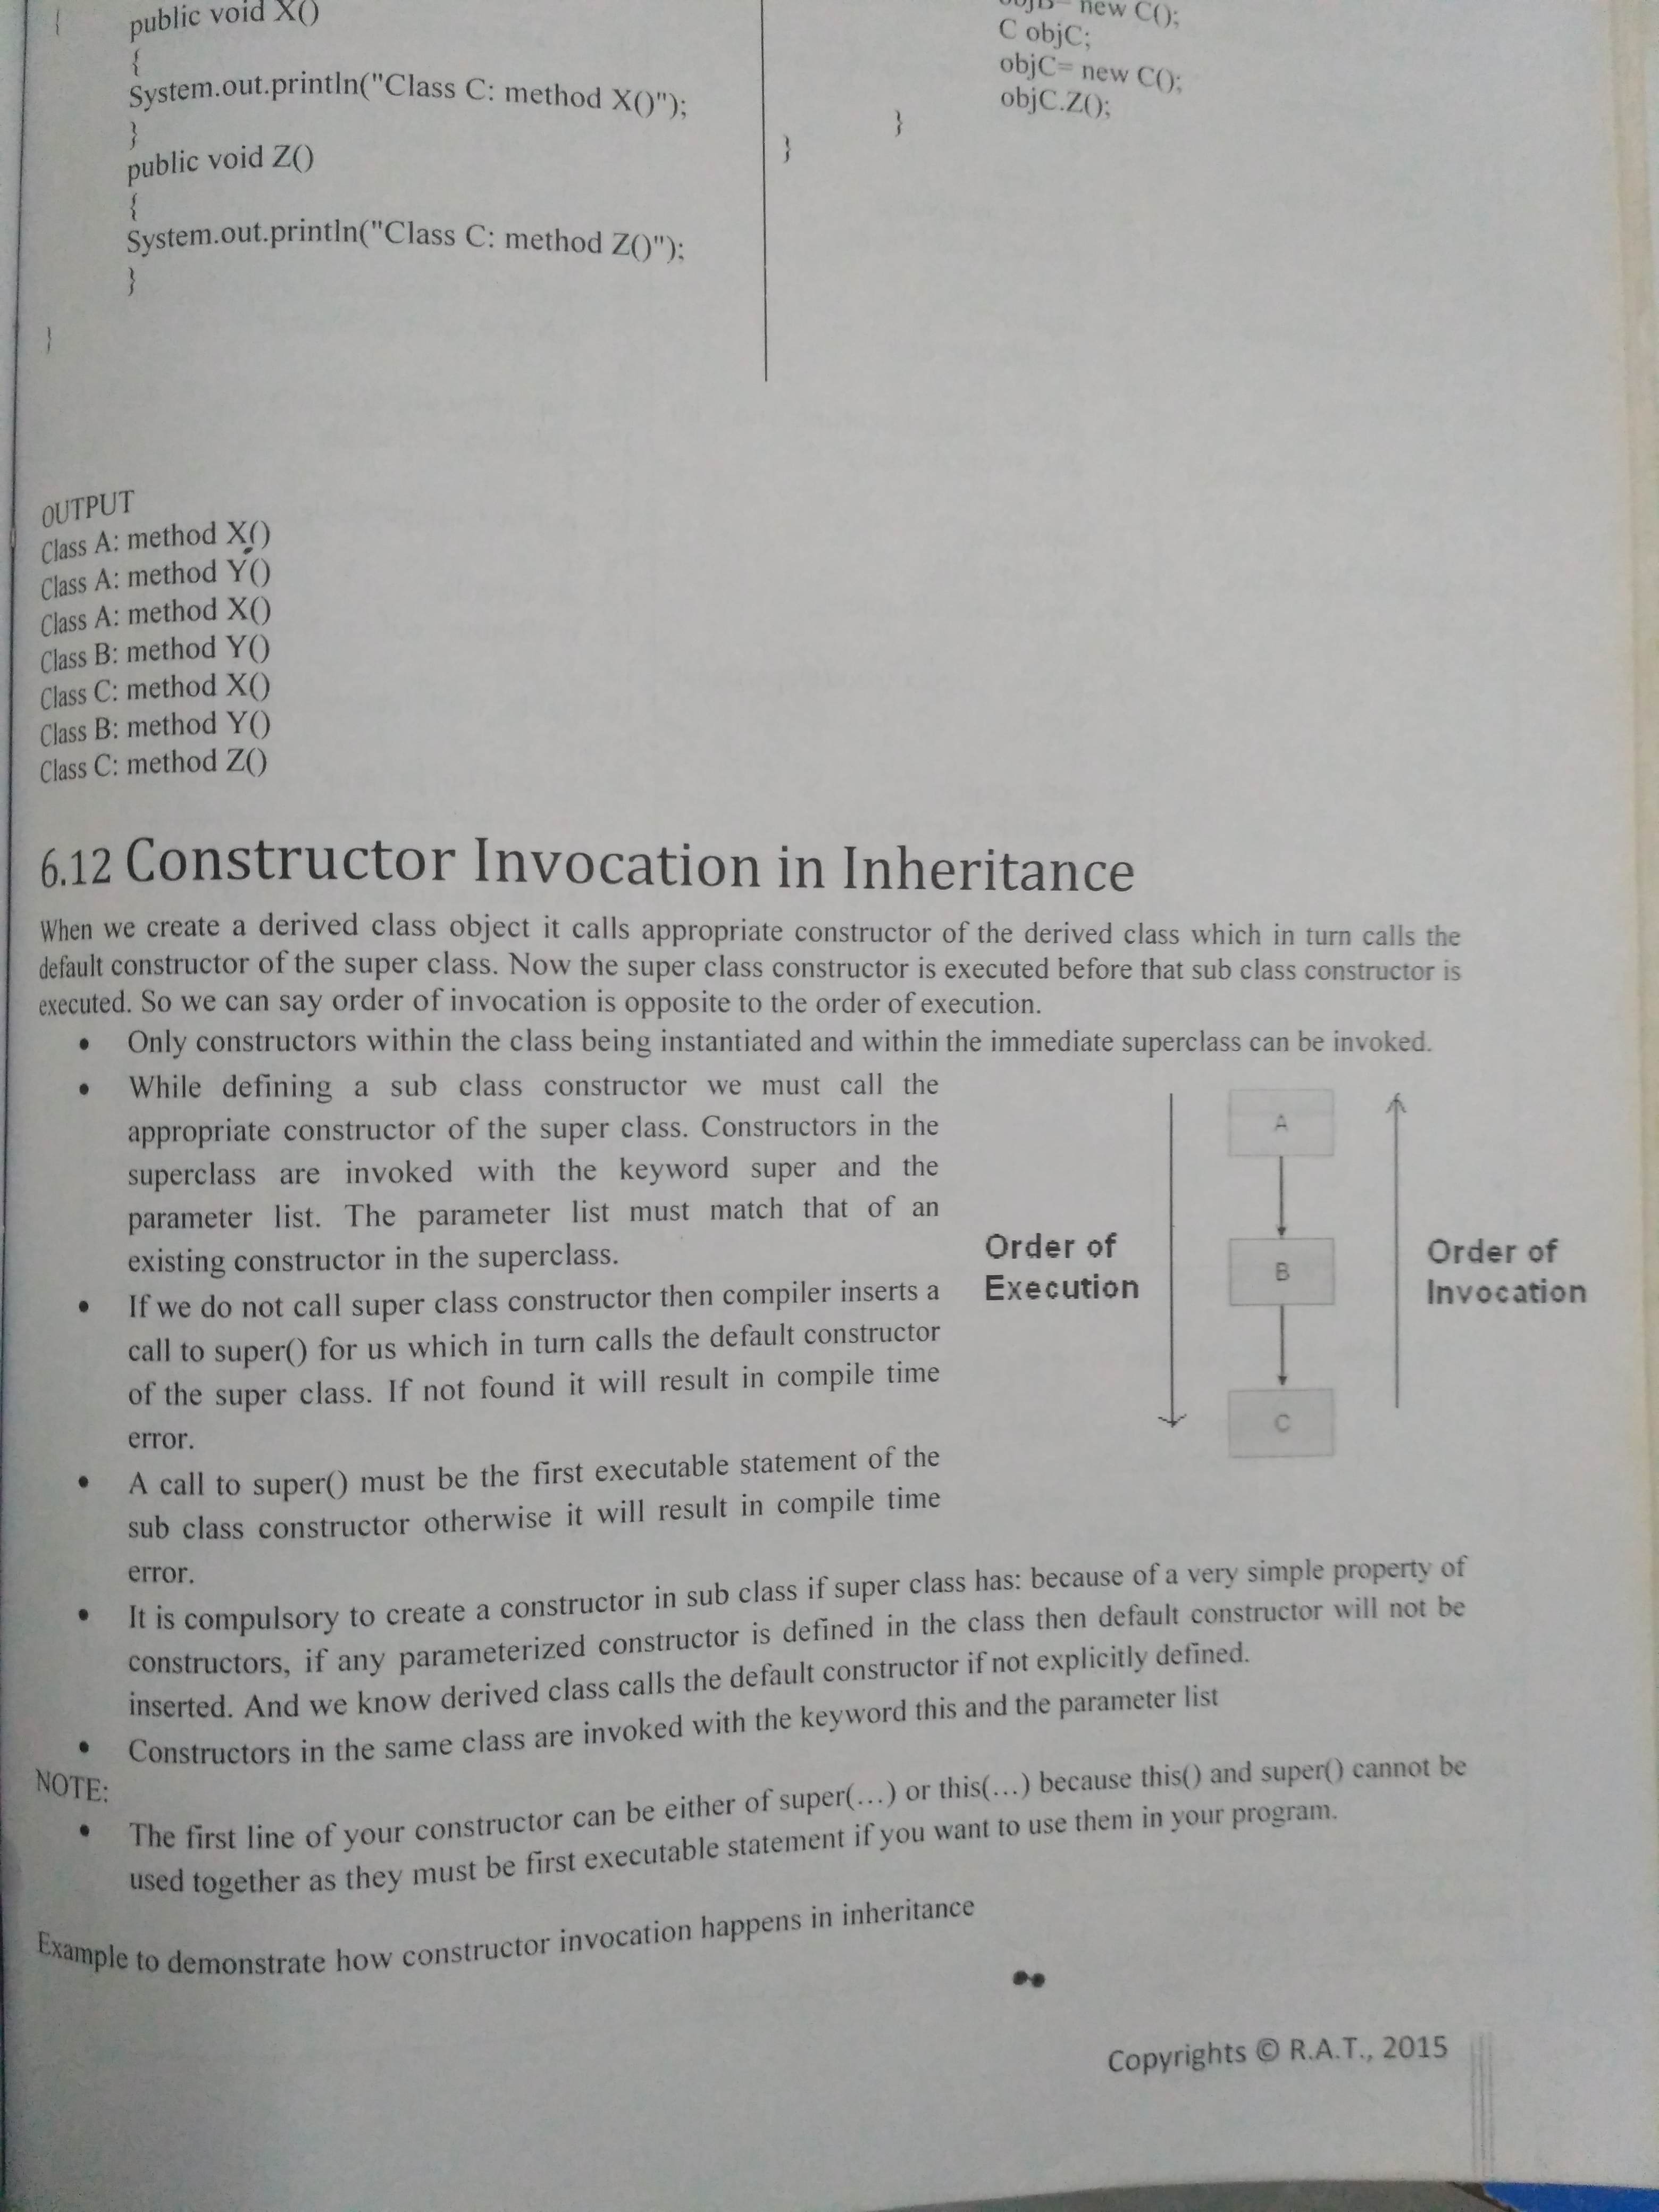 {
public void X()
{
System.out.println("Class C: method X()");
}
public void Z()
{
System.out.println("Class C: method Z()");
}
}
new C();
C objC;
objC= new C();
objC.Z();
}
}
OUTPUT
Class A: method X()
Class A: method Y()
Class A: method X()
Class B: method Y()
Class C: method X()
Class B: method Y()
Class C: method Z()
6.12 Constructor Invocation in Inheritance
When we create a derived class object it calls appropriate constructor of the derived class which in turn calls the
default constructor of the super class. Now the super class constructor is executed before that sub class constructor is
executed. So we can say order of invocation is opposite to the order of execution.
• Only constructors within the class being instantiated and within the immediate superclass can be invoked.
• While defining a sub class constructor we must call the
appropriate constructor of the super class. Constructors in the
superclass are invoked with the keyword super and the
parameter list. The parameter list must match that of an
existing constructor in the superclass.
• If we do not call super class constructor then compiler inserts a
call to super() for us which in turn calls the default constructor
of the super class. If not found it will result in compile time
error.
• A call to super() must be the first executable statement of the
sub class constructor otherwise it will result in compile time
error.
Order of
Execution
A
B
C
Order of
Invocation
• It is compulsory to create a constructor in sub class if super class has: because of a very simple property of
constructors, if any parameterized constructor is defined in the class then default constructor will not be
inserted. And we know derived class calls the default constructor if not explicitly defined.
• Constructors in the same class are invoked with the keyword this and the parameter list
NOTE:
• The first line of your constructor can be either of super(...) or this(...) because this() and super() cannot be
used together as they must be first executable statement if you want to use them in your program.
Example to demonstrate how constructor invocation happens in inheritance
Copyrights © R.A.T., 2015